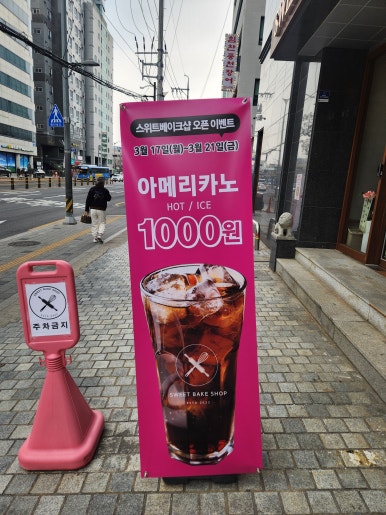 스위트베이크샵 오픈 이벤트
3월 17일(월)~3월 21일(금)
아메리카노
HOT / ICE
1000원
SWEET BAKE SHOP
주차금지